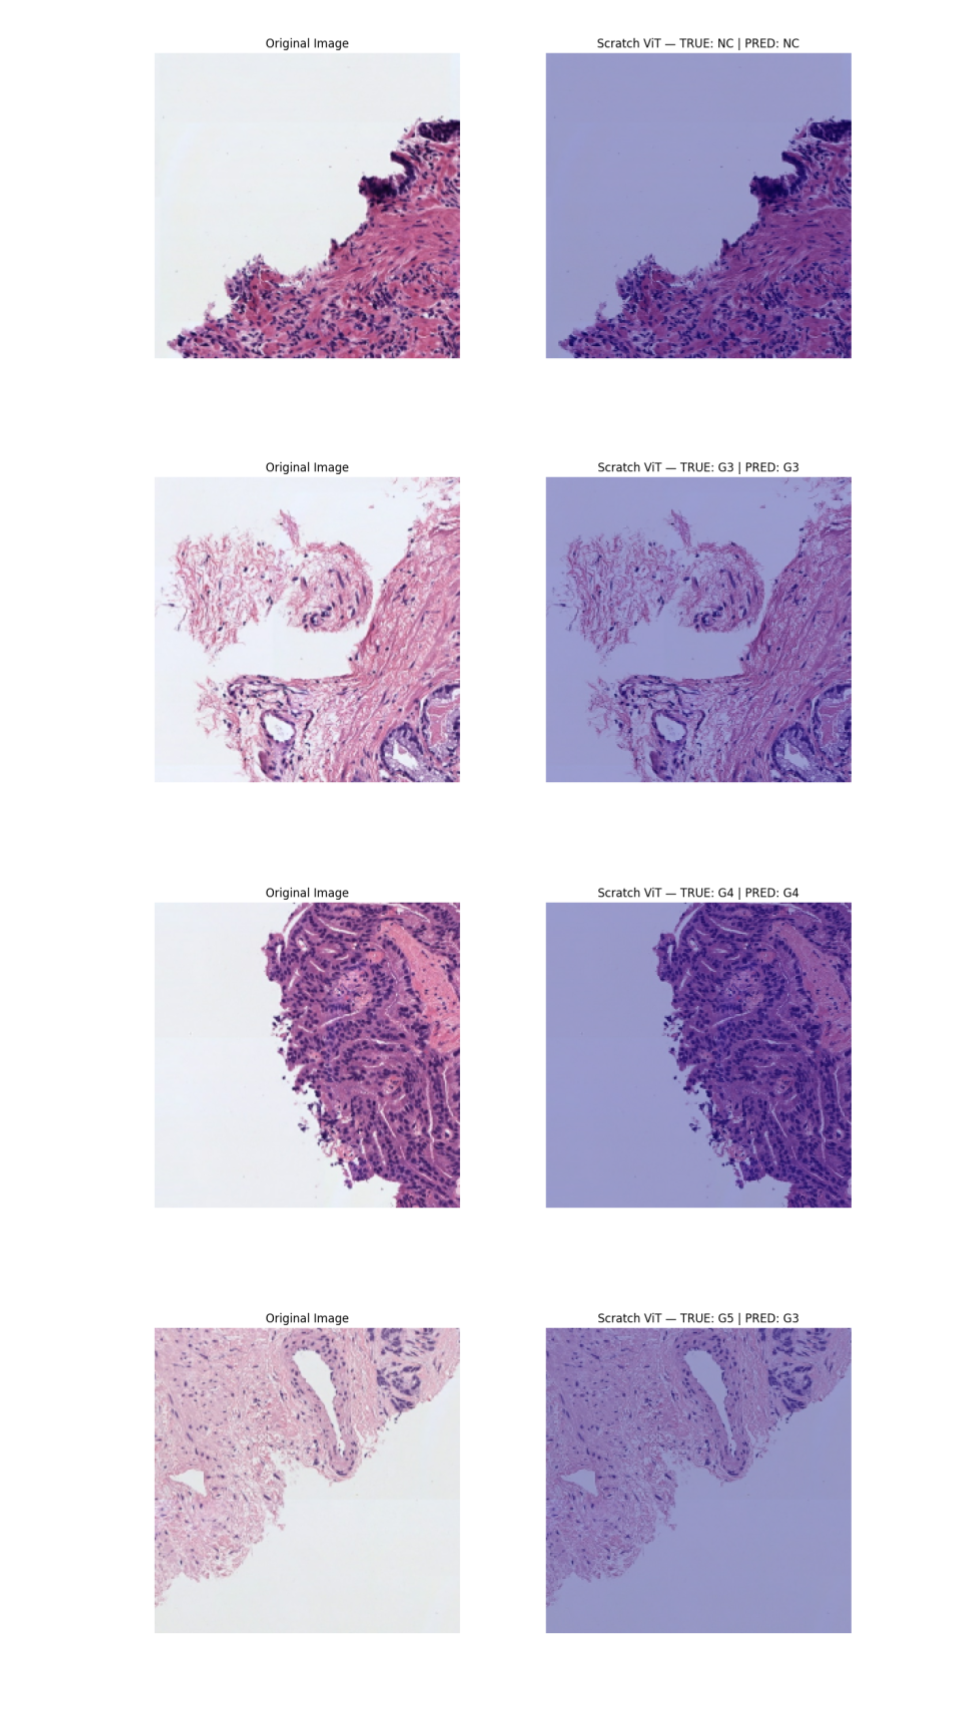 Original Image
Scratch ViT — TRUE: NC | PRED: NC
Original Image
Scratch ViT — TRUE: G3 | PRED: G3
Original Image
Scratch ViT — TRUE: G4 | PRED: G4
Original Image
Scratch ViT — TRUE: G5 | PRED: G3